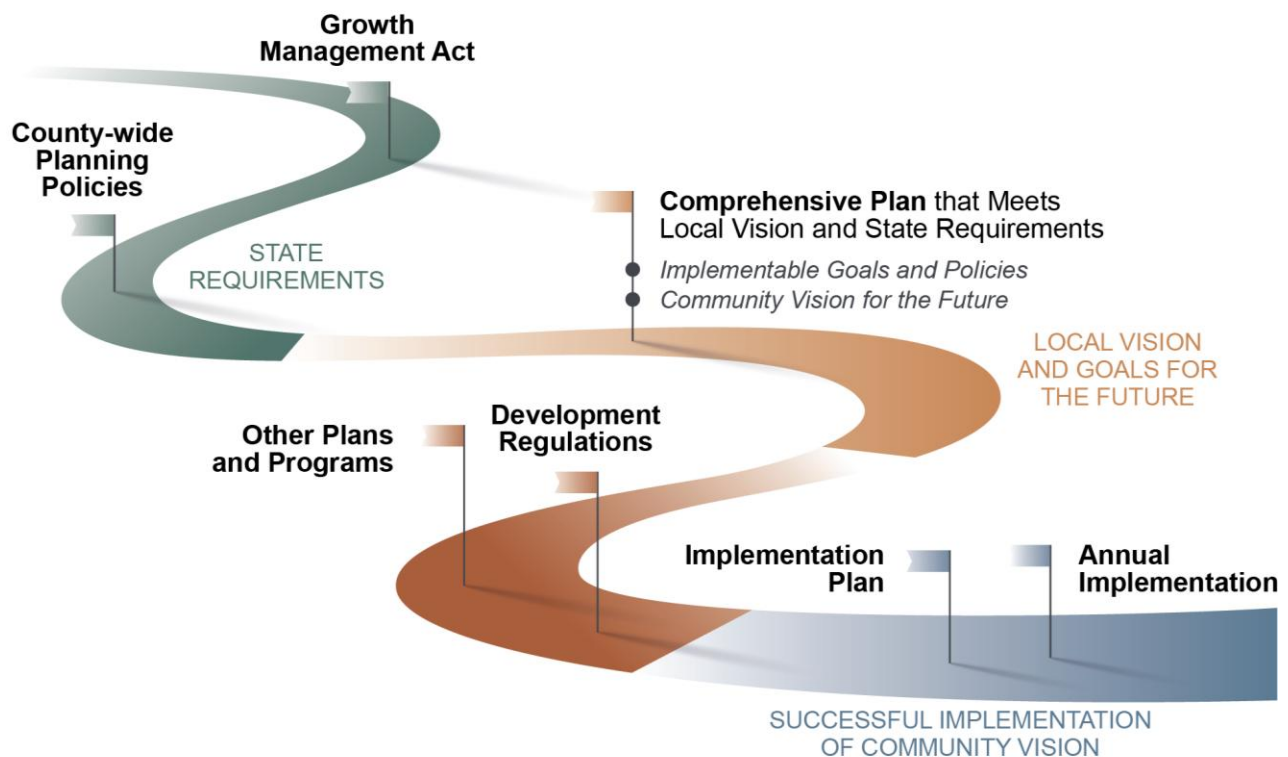 Growth
Management Act
County-wide
Planning
Policies
STATE
REQUIREMENTS
Comprehensive Plan that Meets
Local Vision and State Requirements
Implementable Goals and Policies
Community Vision for the Future
LOCAL VISION
AND GOALS FOR
THE FUTURE
Other Plans
and Programs
Development
Regulations
Implementation
Plan
Annual
Implementation
SUCCESSFUL IMPLEMENTATION
OF COMMUNITY VISION